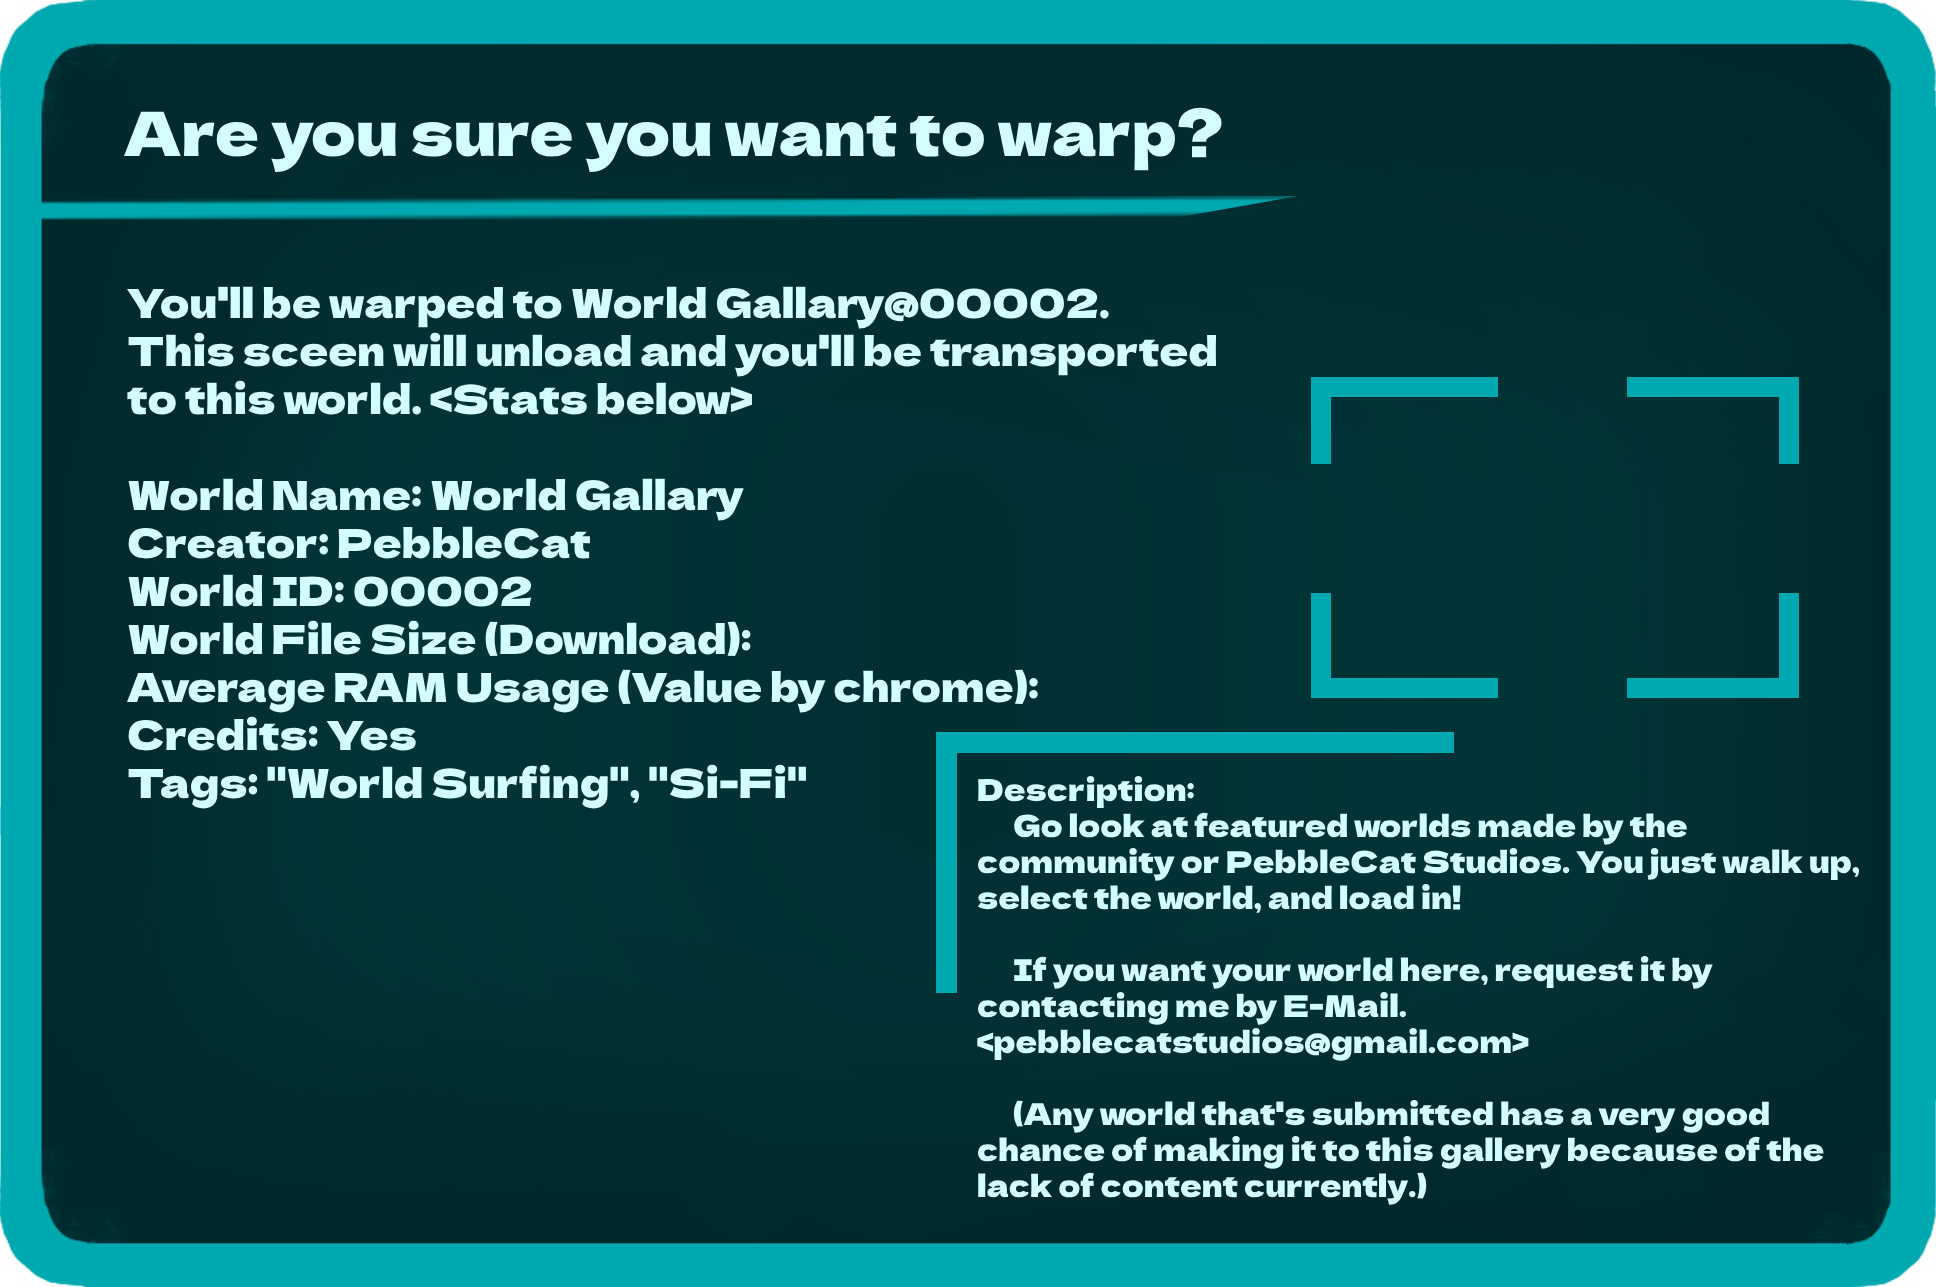 Are you sure you want to warp?
You'll be warped to World Gallary@00002.
This sceen will unload and you'll be transported
to this world. <Stats below>
World Name: World Gallary
Creator: PebbleCat
World ID: 00002
World File Size (Download):
Average RAM Usage (Value by chrome):
Credits: Yes
Tags: "World Surfing", "Si-Fi"
Description:
Go look at featured worlds made by the
community or PebbleCat Studios. You just walk up,
select the world, and load in!
If you want your world here, request it by
contacting me by E-Mail.
<pebblecatstudios@gmail.com>
(Any world that's submitted has a very good
chance of making it to this gallery because of the
lack of content currently.)